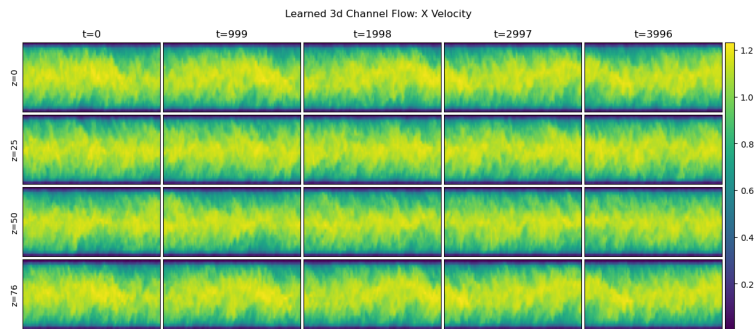 Learned 3d Channel Flow: X Velocity
t=0 t=999 t=1998 t=2997 t=3996
z=0
z=25
z=50
z=76
1.2
1.0
0.8
0.6
0.4
0.2